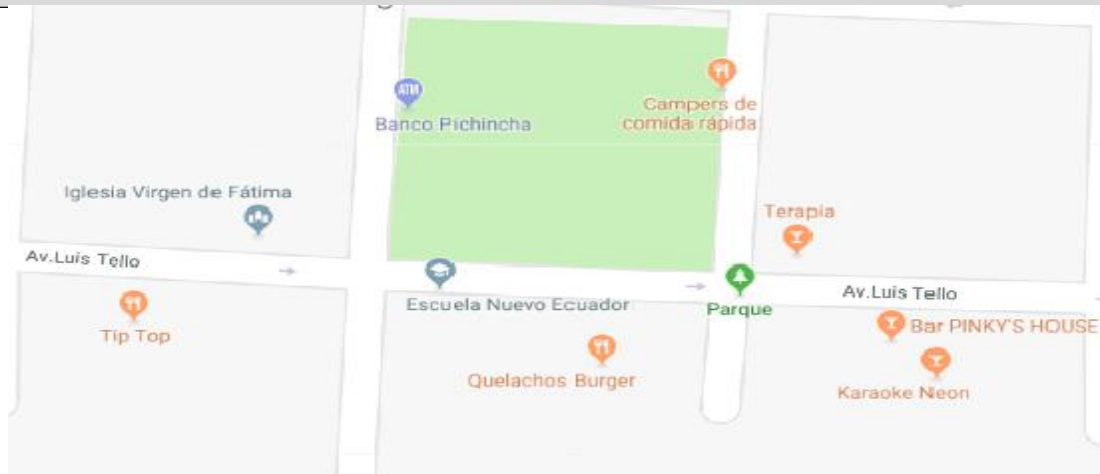 ATM
Banco Pichincha
Campers de
comida rápida
Iglesia Virgen de Fátima
Terapia
Av.Luis Tello
Av.Luis Tello
Escuela Nuevo Ecuador
Parque
Tip Top
Bar PINKY'S HOUSE
Quelachos Burger
Karaoke Neon